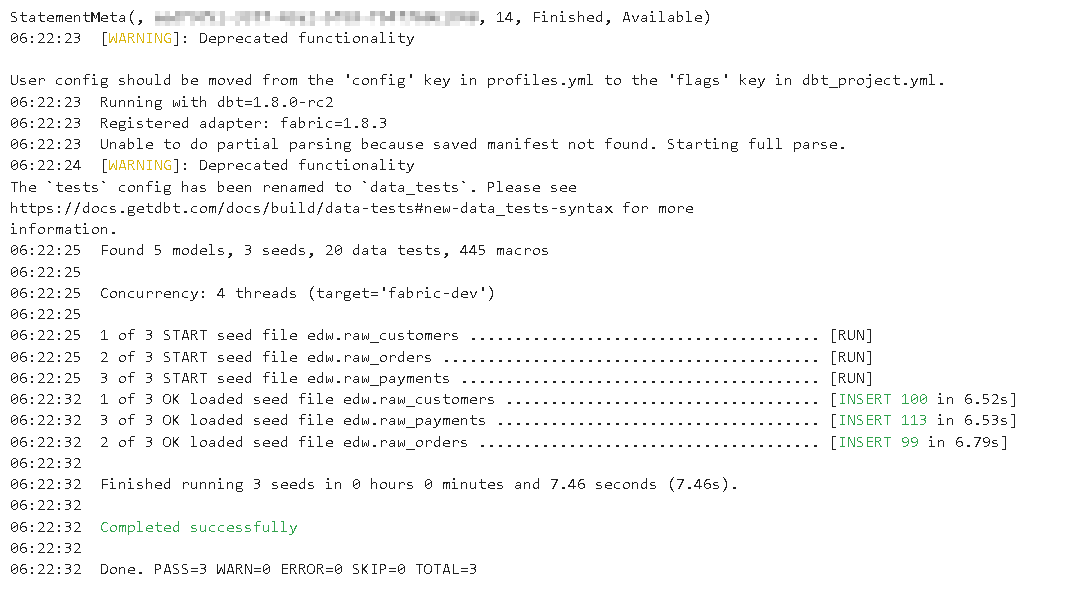 StatementMeta(, , 14, Finished, Available)
06:22:23  [WARNING]: Deprecated functionality
User config should be moved from the 'config' key in profiles.yml to the 'flags' key in dbt_project.yml.
06:22:23  Running with dbt=1.8.0-rc2
06:22:23  Registered adapter: fabric=1.8.3
06:22:23  Unable to do partial parsing because saved manifest not found. Starting full parse.
06:22:24  [WARNING]: Deprecated functionality
The `tests` config has been renamed to `data_tests`. Please see
https://docs.getdbt.com/docs/build/data-tests#new-data_tests-syntax for more
information.
06:22:25  Found 5 models, 3 seeds, 20 data tests, 445 macros
06:22:25
06:22:25  Concurrency: 4 threads (target='fabric-dev')
06:22:25
06:22:25  1 of 3 START seed file edw.raw_customers ....................................... [RUN]
06:22:25  2 of 3 START seed file edw.raw_orders .......................................... [RUN]
06:22:25  3 of 3 START seed file edw.raw_payments ........................................ [RUN]
06:22:32  1 of 3 OK loaded seed file edw.raw_customers ................................... [INSERT 100 in 6.52s]
06:22:32  3 of 3 OK loaded seed file edw.raw_payments .................................... [INSERT 113 in 6.53s]
06:22:32  2 of 3 OK loaded seed file edw.raw_orders ...................................... [INSERT 99 in 6.79s]
06:22:32
06:22:32  Finished running 3 seeds in 0 hours 0 minutes and 7.46 seconds (7.46s).
06:22:32
06:22:32  Completed successfully
06:22:32
06:22:32  Done. PASS=3 WARN=0 ERROR=0 SKIP=0 TOTAL=3